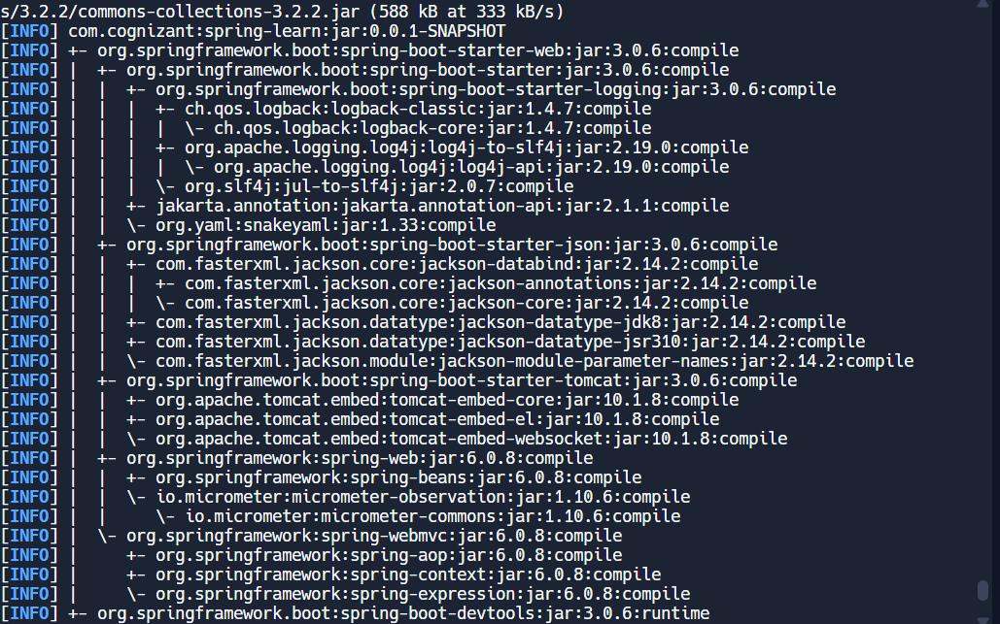 s/3.2.2/commons-collections-3.2.2.jar (588 kB at 333 kB/s)
[INFO] com.cognizant:spring-learn:jar:0.0.1-SNAPSHOT
[INFO] +- org.springframework.boot:spring-boot-starter-web:jar:3.0.6:compile
[INFO] |  +- org.springframework.boot:spring-boot-starter:jar:3.0.6:compile
[INFO] |  |  +- org.springframework.boot:spring-boot-starter-logging:jar:3.0.6:compile
[INFO] |  |  |  +- ch.qos.logback:logback-classic:jar:1.4.7:compile
[INFO] |  |  |  |  \- ch.qos.logback:logback-core:jar:1.4.7:compile
[INFO] |  |  |  +- org.apache.logging.log4j:log4j-to-slf4j:jar:2.19.0:compile
[INFO] |  |  |  |  \- org.apache.logging.log4j:log4j-api:jar:2.19.0:compile
[INFO] |  |  |  \- org.slf4j:jul-to-slf4j:jar:2.0.7:compile
[INFO] |  |  +- jakarta.annotation:jakarta.annotation-api:jar:2.1.1:compile
[INFO] |  |  \- org.yaml:snakeyaml:jar:1.33:compile
[INFO] |  +- org.springframework.boot:spring-boot-starter-json:jar:3.0.6:compile
[INFO] |  |  +- com.fasterxml.jackson.core:jackson-databind:jar:2.14.2:compile
[INFO] |  |  |  +- com.fasterxml.jackson.core:jackson-annotations:jar:2.14.2:compile
[INFO] |  |  |  \- com.fasterxml.jackson.core:jackson-core:jar:2.14.2:compile
[INFO] |  |  +- com.fasterxml.jackson.datatype:jackson-datatype-jdk8:jar:2.14.2:compile
[INFO] |  |  +- com.fasterxml.jackson.datatype:jackson-datatype-jsr310:jar:2.14.2:compile
[INFO] |  |  \- com.fasterxml.jackson.module:jackson-module-parameter-names:jar:2.14.2:compile
[INFO] |  +- org.springframework.boot:spring-boot-starter-tomcat:jar:3.0.6:compile
[INFO] |  |  +- org.apache.tomcat.embed:tomcat-embed-core:jar:10.1.8:compile
[INFO] |  |  +- org.apache.tomcat.embed:tomcat-embed-el:jar:10.1.8:compile
[INFO] |  |  \- org.apache.tomcat.embed:tomcat-embed-websocket:jar:10.1.8:compile
[INFO] |  +- org.springframework:spring-web:jar:6.0.8:compile
[INFO] |  |  +- org.springframework:spring-beans:jar:6.0.8:compile
[INFO] |  |  \- io.micrometer:micrometer-observation:jar:1.10.6:compile
[INFO] |  |     \- io.micrometer:micrometer-commons:jar:1.10.6:compile
[INFO] |  \- org.springframework:spring-webmvc:jar:6.0.8:compile
[INFO] |     +- org.springframework:spring-aop:jar:6.0.8:compile
[INFO] |     +- org.springframework:spring-context:jar:6.0.8:compile
[INFO] |     \- org.springframework:spring-expression:jar:6.0.8:compile
[INFO] +- org.springframework.boot:spring-boot-devtools:jar:3.0.6:runtime